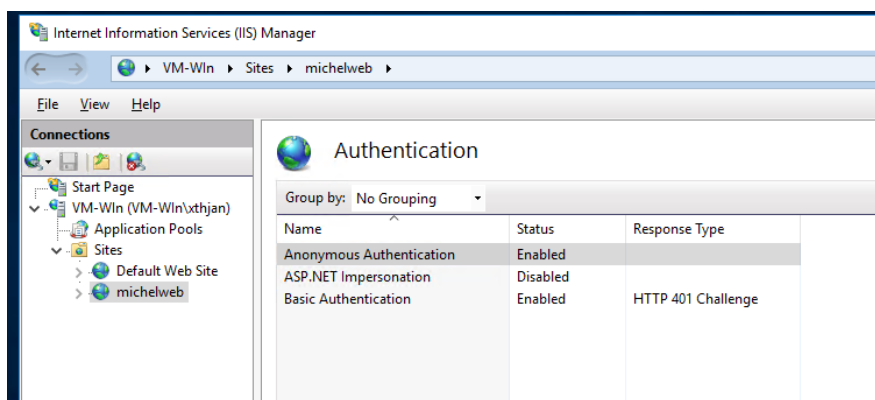 Internet Information Services (IIS) Manager
VM-WIn Sites michelweb
File View Help
Connections
Start Page
VM-WIn (VM-WIn\xthjan)
Application Pools
Sites
Default Web Site
michelweb
Authentication
Group by: No Grouping
Name Status Response Type
Anonymous Authentication Enabled
ASP.NET Impersonation Disabled
Basic Authentication Enabled HTTP 401 Challenge